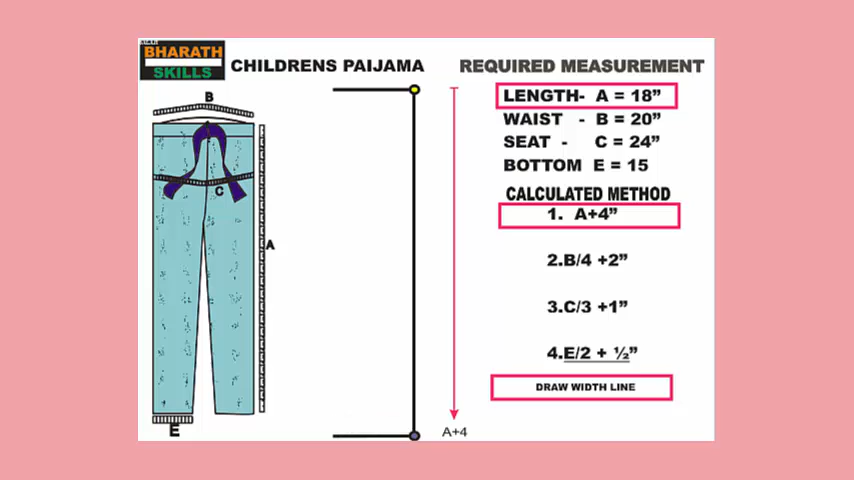 BHARATH
SKILLS
CHILDRENS PAIJAMA
REQUIRED MEASUREMENT
LENGTH- A = 18”
WAIST - B = 20”
SEAT - C = 24”
BOTTOM E = 15
CALCULATED METHOD
1. A+4”
2.B/4 +2”
3.C/3 +1”
4.E/2 + ½”
DRAW WIDTH LINE
B
C
A
E
A+4